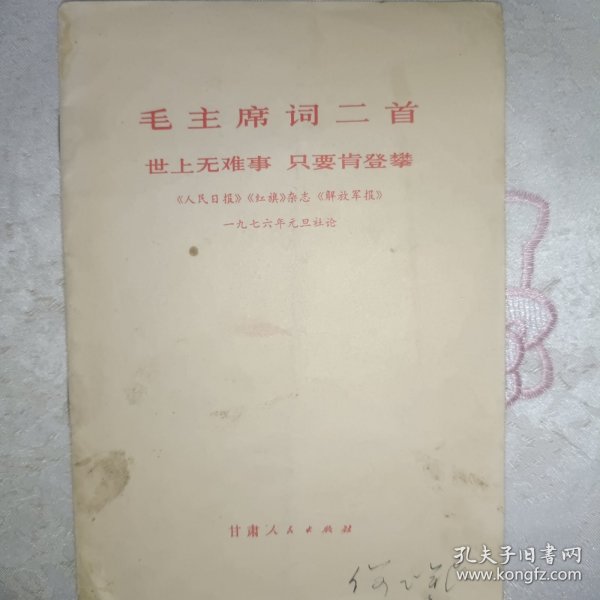 毛主席词二首
世上无难事 只要肯登攀
《人民日报》《红旗》杂志《解放军报》
一九七六年元旦社论
甘肃人民出版社
孔夫子旧书网
www.kongfz.com